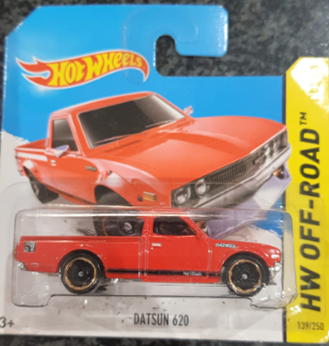 HOT WHEELS
HW OFF-ROAD™
139/250
3+
DATSUN 620